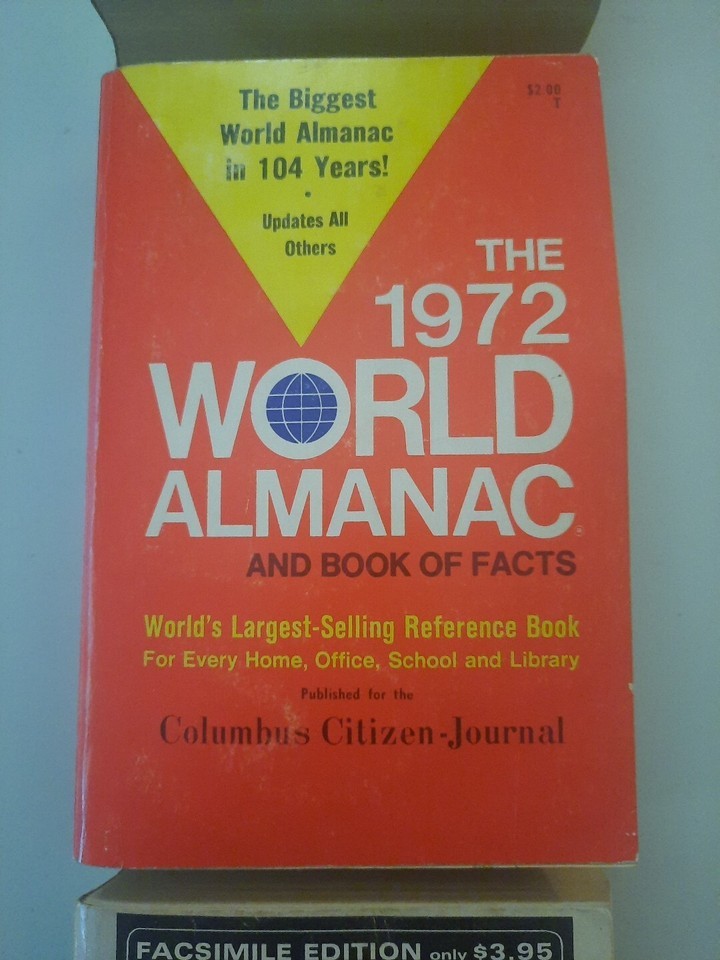 The Biggest
World Almanac
in 104 Years!
•
Updates All
Others
$2.00
T
THE
1972
WORLD
ALMANAC®
AND BOOK OF FACTS
World's Largest-Selling Reference Book
For Every Home, Office, School and Library
Published for the
Columbus Citizen-Journal
FACSIMILE EDITION only $3.95